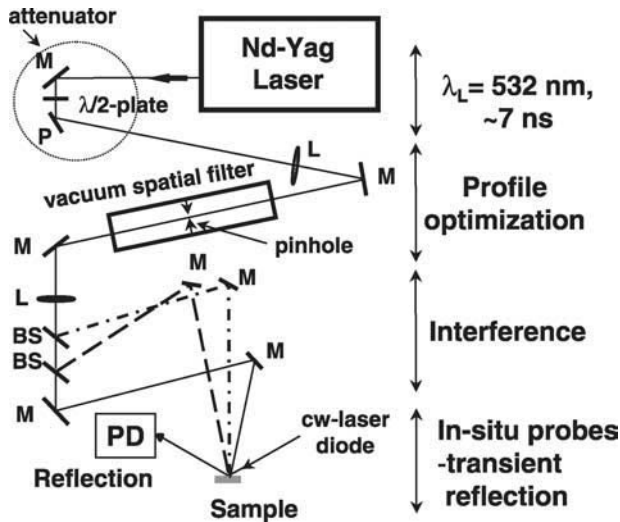 attenuator
M
Nd-Yag
Laser
λ/2-plate
P
λL= 532 nm,
~7 ns
L
M
vacuum spatial filter
pinhole
Profile
optimization
M
L
M
M
BS
BS
M
M
Interference
PD
Reflection
cw-laser
diode
Sample
In-situ probes
-transient
reflection